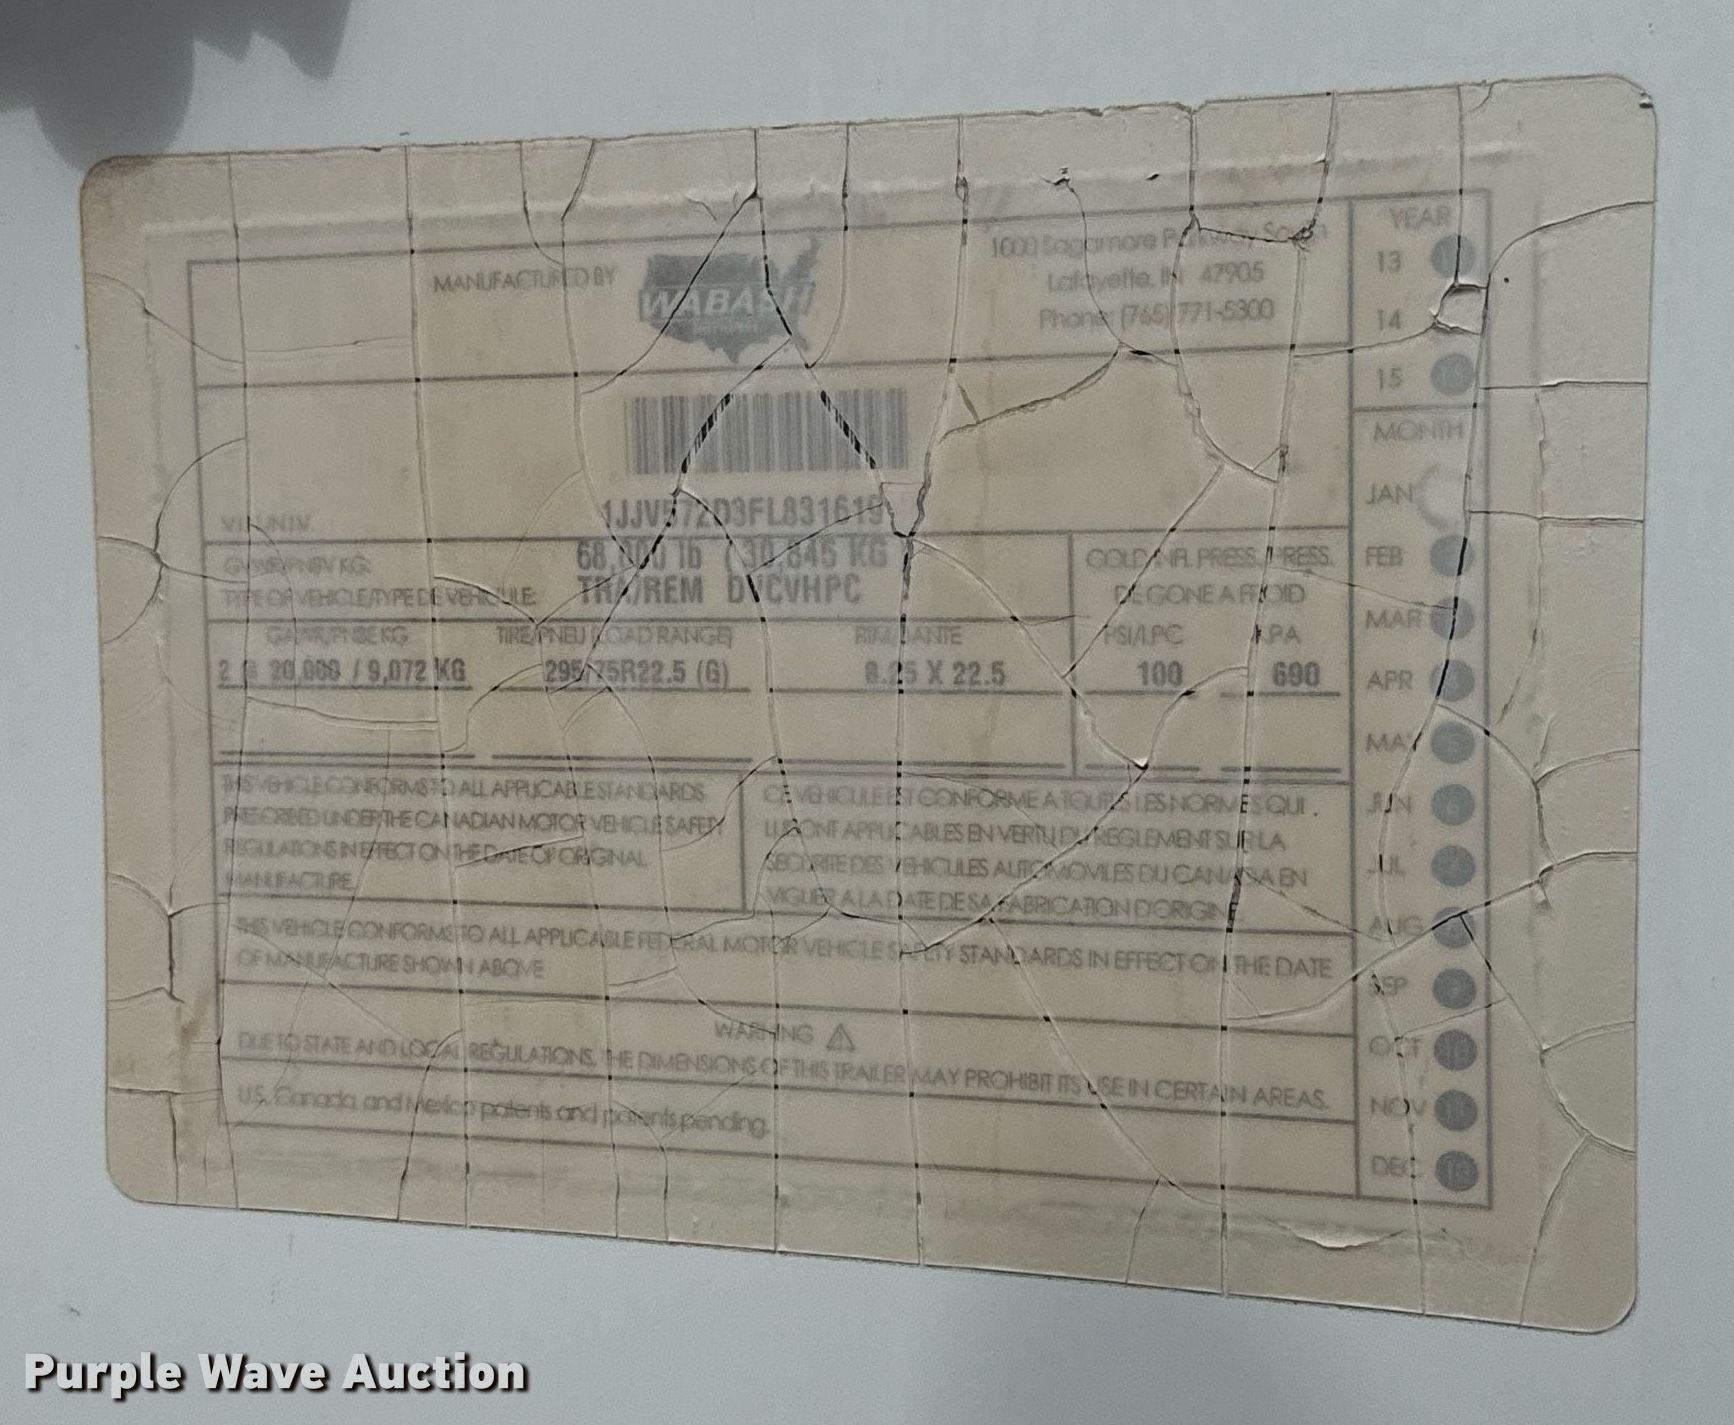 MANUFACTURED BY
WABASH
1000 Sagamore Parkway South
Lafayette, IN 47905
Phone: (765) 771-5300
1JJV572D3FL831619
V.I.N./N.I.V.
GVWR/PNBV KG: 68,000 lb ( 30,845 KG )
TYPE OF VEHICLE/TYPE DE VEHICULE: TRA/REM DVCVHPC
COLD INFL. PRESS./PRESS.
DE GONF. A FROID
GAWR/PNBE KG TIRE/PNEU (LOAD RANGE) RIM/JANTE PSI/LPC KPA
2 @ 20,000 / 9,072 KG 295/75R22.5 (G) 8.25 X 22.5 100 690
THIS VEHICLE CONFORMS TO ALL APPLICABLE STANDARDS
PRESCRIBED UNDER THE CANADIAN MOTOR VEHICLE SAFETY
REGULATIONS IN EFFECT ON THE DATE OF ORIGINAL
MANUFACTURE.
CE VEHICULE EST CONFORME A TOUTES LES NORMES QUI
LUI SONT APPLICABLES EN VERTU DU REGLEMENT SUR LA
SECURITE DES VEHICULES AUTOMOVILES DU CANADA EN
VIGUER A LA DATE DE SA FABRICATION D'ORIGINE
THIS VEHICLE CONFORMS TO ALL APPLICABLE FEDERAL MOTOR VEHICLE SAFETY STANDARDS IN EFFECT ON THE DATE
OF MANUFACTURE SHOWN ABOVE
WARNING ⚠
DUE TO STATE AND LOCAL REGULATIONS, THE DIMENSIONS OF THIS TRAILER MAY PROHIBIT ITS USE IN CERTAIN AREAS.
U.S., Canada, and Mexico patents and patents pending.
YEAR
13
14
15
MONTH
JAN
FEB
MAR
APR
MAY
JUN
JUL
AUG
SEP
OCT
NOV
DEC
Purple Wave Auction